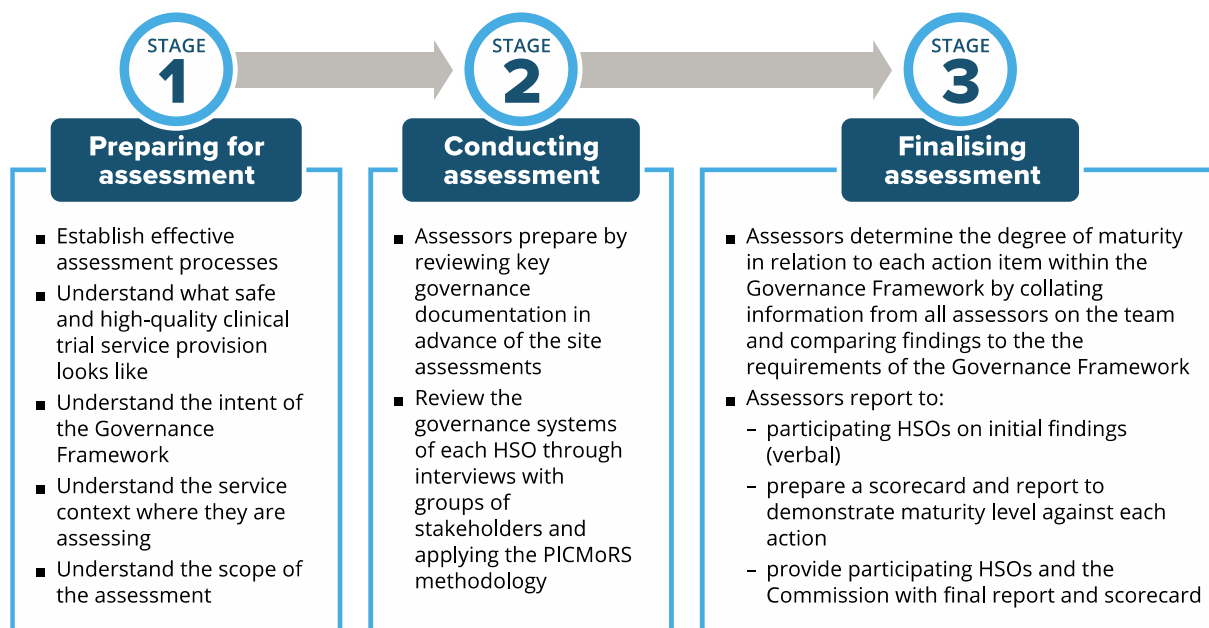 STAGE
1
Preparing for
assessment
■ Establish effective
assessment processes
■ Understand what safe
and high-quality clinical
trial service provision
looks like
■ Understand the intent of
the Governance
Framework
■ Understand the service
context where they are
assessing
■ Understand the scope of
the assessment
STAGE
2
Conducting
assessment
■ Assessors prepare by
reviewing key
governance
documentation in
advance of the site
assessments
■ Review the
governance systems
of each HSO through
interviews with
groups of
stakeholders and
applying the PICMoRS
methodology
STAGE
3
Finalising
assessment
■ Assessors determine the degree of maturity
in relation to each action item within the
Governance Framework by collating
information from all assessors on the team
and comparing findings to the the
requirements of the Governance Framework
■ Assessors report to:
– participating HSOs on initial findings
(verbal)
– prepare a scorecard and report to
demonstrate maturity level against each
action
– provide participating HSOs and the
Commission with final report and scorecard